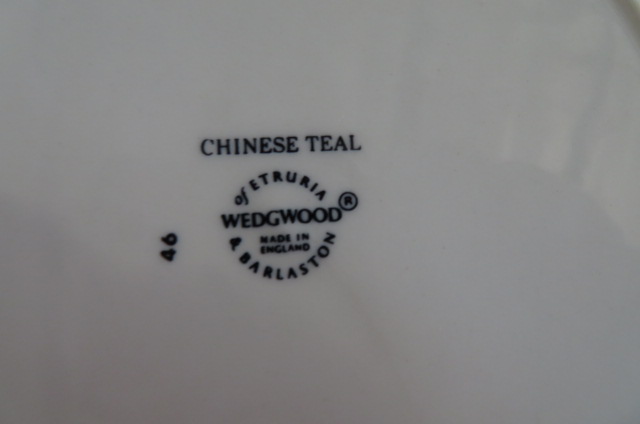 CHINESE TEAL
of ETRURIA
WEDGWOOD®
MADE IN
ENGLAND
& BARLASTON
46